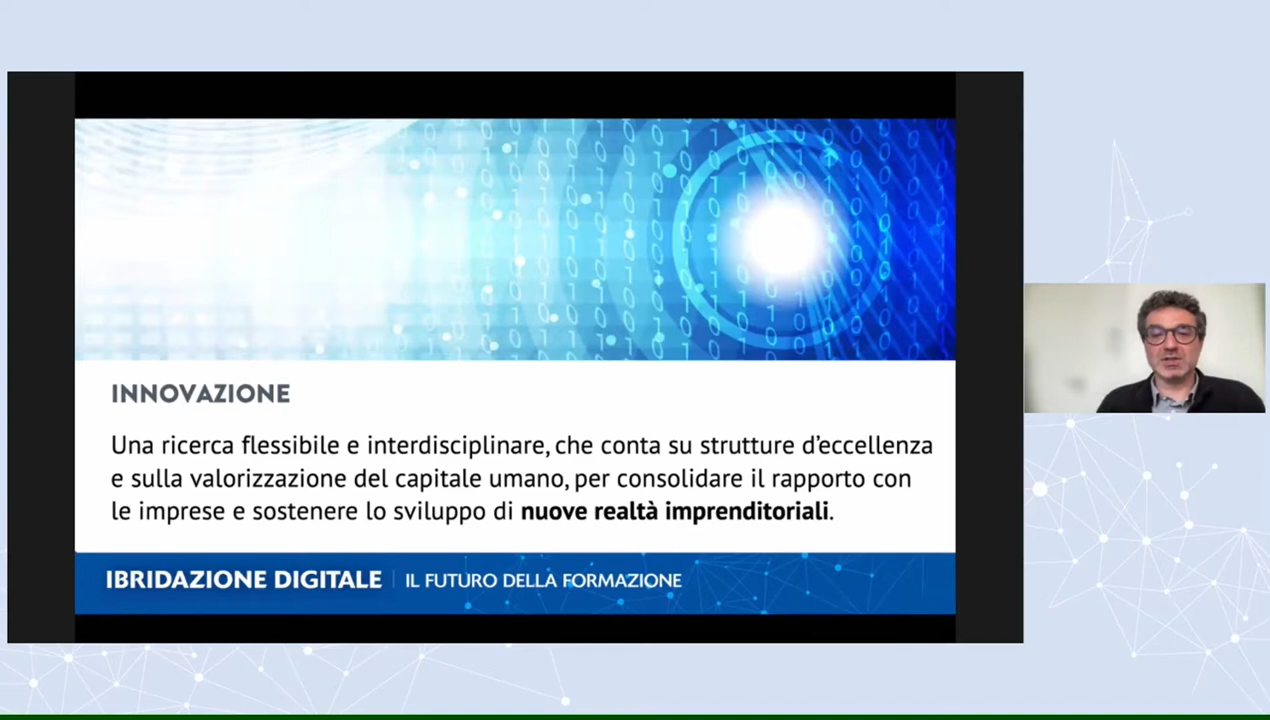 INNOVAZIONE
Una ricerca flessibile e interdisciplinare, che conta su strutture d'eccellenza
e sulla valorizzazione del capitale umano, per consolidare il rapporto con
le imprese e sostenere lo sviluppo di nuove realtà imprenditoriali.
IBRIDAZIONE DIGITALE | IL FUTURO DELLA FORMAZIONE